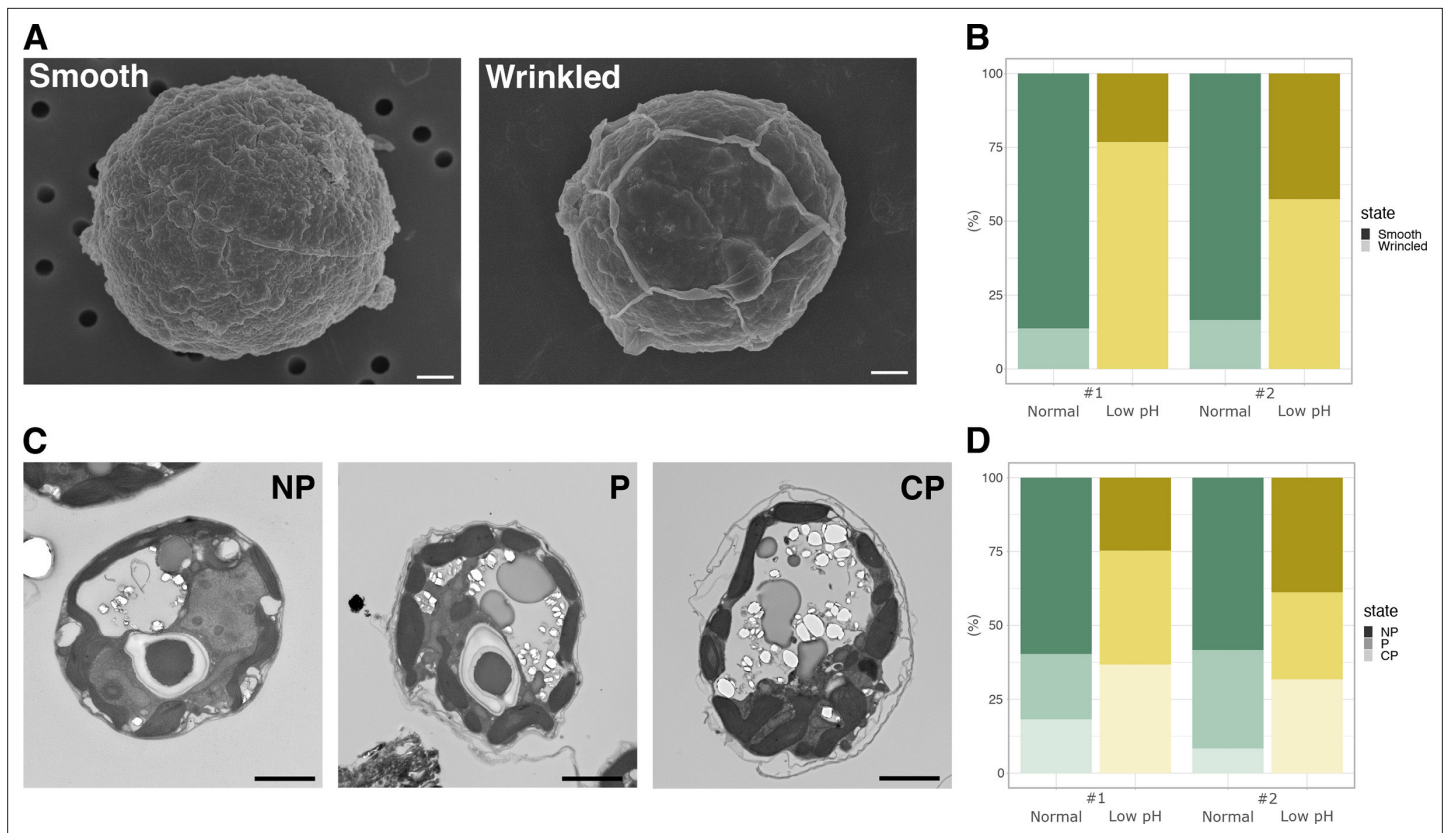 A
Smooth
Wrinkled
B
100
75
50
25
0
(%)
#1
#2
Normal
Low pH
Normal
Low pH
state
Smooth
Wrincled
C
NP
P
CP
D
100
75
50
25
0
(%)
#1
#2
Normal
Low pH
Normal
Low pH
state
NP
P
CP